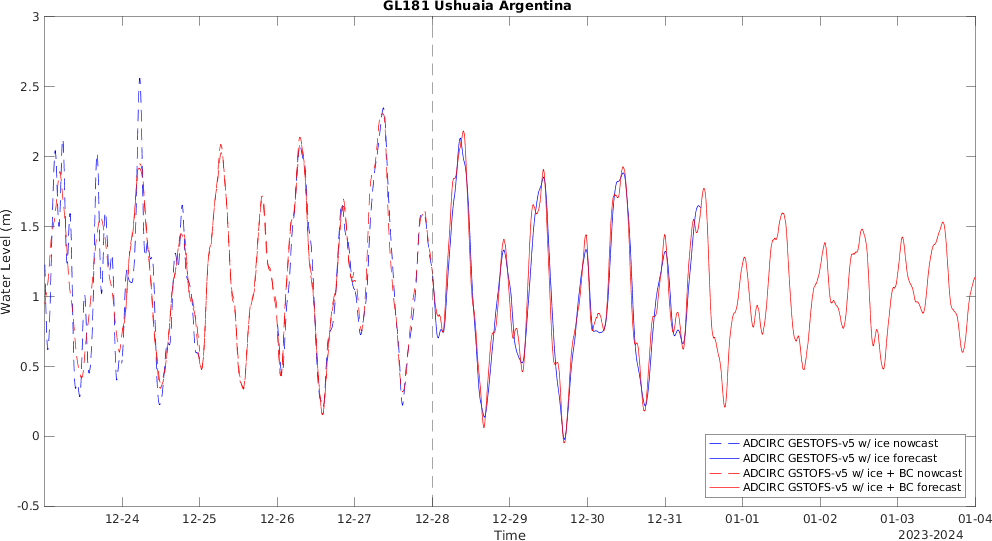 GL181 Ushuaia Argentina
Water Level (m)
3
2.5
2
1.5
1
0.5
0
-0.5
12-24 12-25 12-26 12-27 12-28 12-29 12-30 12-31 01-01 01-02 01-03 01-04
Time
2023-2024
ADCIRC GESTOFS-v5 w/ ice nowcast
ADCIRC GESTOFS-v5 w/ ice forecast
ADCIRC GSTOFS-v5 w/ ice + BC nowcast
ADCIRC GSTOFS-v5 w/ ice + BC forecast